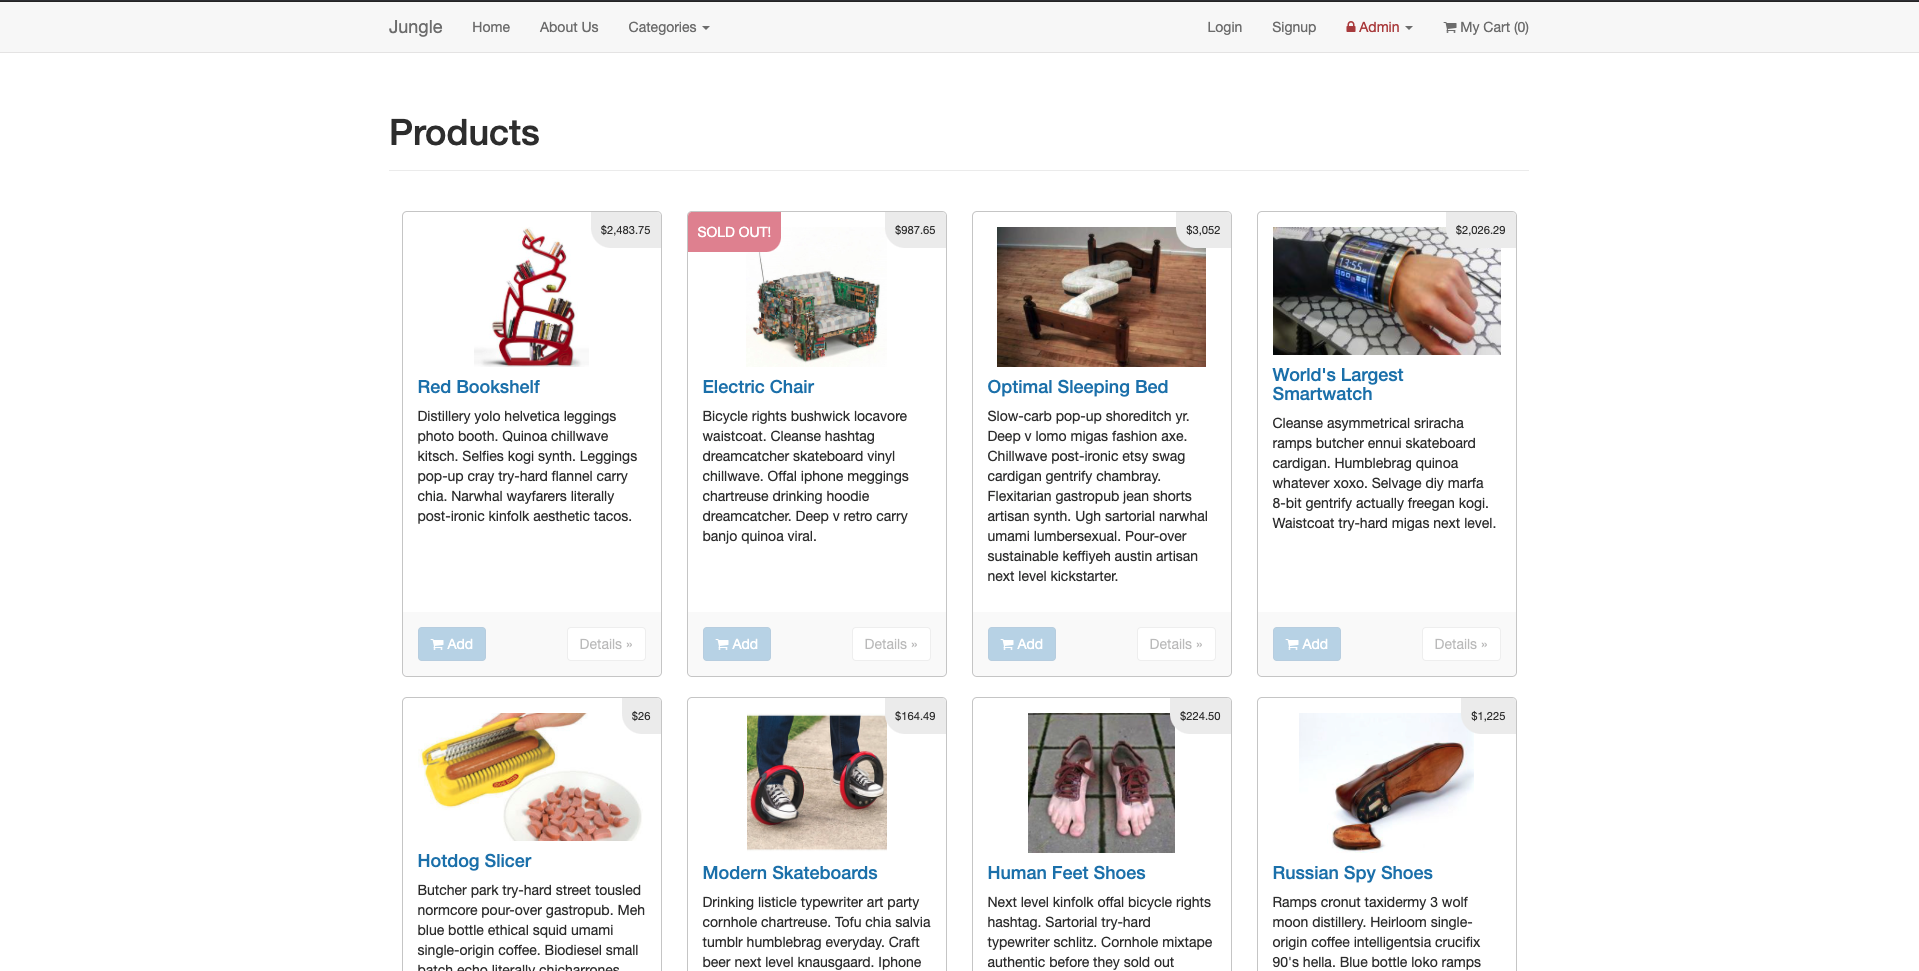 Jungle Home About Us Categories Login Signup Admin My Cart (0)
Products
$2,483.75
Red Bookshelf
Distillery yolo helvetica leggings
photo booth. Quinoa chillwave
kitsch. Selfies kogi synth. Leggings
pop-up cray try-hard flannel carry
chia. Narwhal wayfarers literally
post-ironic kinfolk aesthetic tacos.
Add Details »
SOLD OUT! $987.65
Electric Chair
Bicycle rights bushwick locavore
waistcoat. Cleanse hashtag
dreamcatcher skateboard vinyl
chillwave. Offal iphone meggings
chartreuse drinking hoodie
dreamcatcher. Deep v retro carry
banjo quinoa viral.
Add Details »
$3,052
Optimal Sleeping Bed
Slow-carb pop-up shoreditch yr.
Deep v lomo migas fashion axe.
Chillwave post-ironic etsy swag
cardigan gentrify chambray.
Flexitarian gastropub jean shorts
artisan synth. Ugh sartorial narwhal
umami lumbersexual. Pour-over
sustainable keffiyeh austin artisan
next level kickstarter.
Add Details »
$2,026.29
13:55
World's Largest
Smartwatch
Cleanse asymmetrical sriracha
ramps butcher ennui skateboard
cardigan. Humblebrag quinoa
whatever xoxo. Selvage diy marfa
8-bit gentrify actually freegan kogi.
Waistcoat try-hard migas next level.
Add Details »
$26
Hotdog Slicer
Butcher park try-hard street tousled
normcore pour-over gastropub. Meh
blue bottle ethical squid umami
single-origin coffee. Biodiesel small
batch echo literally chicharrones
$164.49
Modern Skateboards
Drinking listicle typewriter art party
cornhole chartreuse. Tofu chia salvia
tumblr humblebrag everyday. Craft
beer next level knausgaard. Iphone
$224.50
Human Feet Shoes
Next level kinfolk offal bicycle rights
hashtag. Sartorial try-hard
typewriter schlitz. Cornhole mixtape
authentic before they sold out
$1,225
Russian Spy Shoes
Ramps cronut taxidermy 3 wolf
moon distillery. Heirloom single-
origin coffee intelligentsia crucifix
90's hella. Blue bottle loko ramps